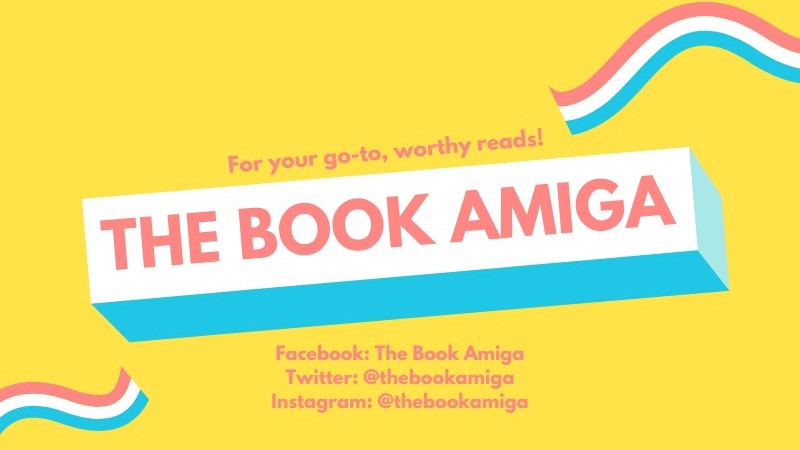 For your go-to, worthy reads!
THE BOOK AMIGA
Facebook: The Book Amiga
Twitter: @thebookamiga
Instagram: @thebookamiga